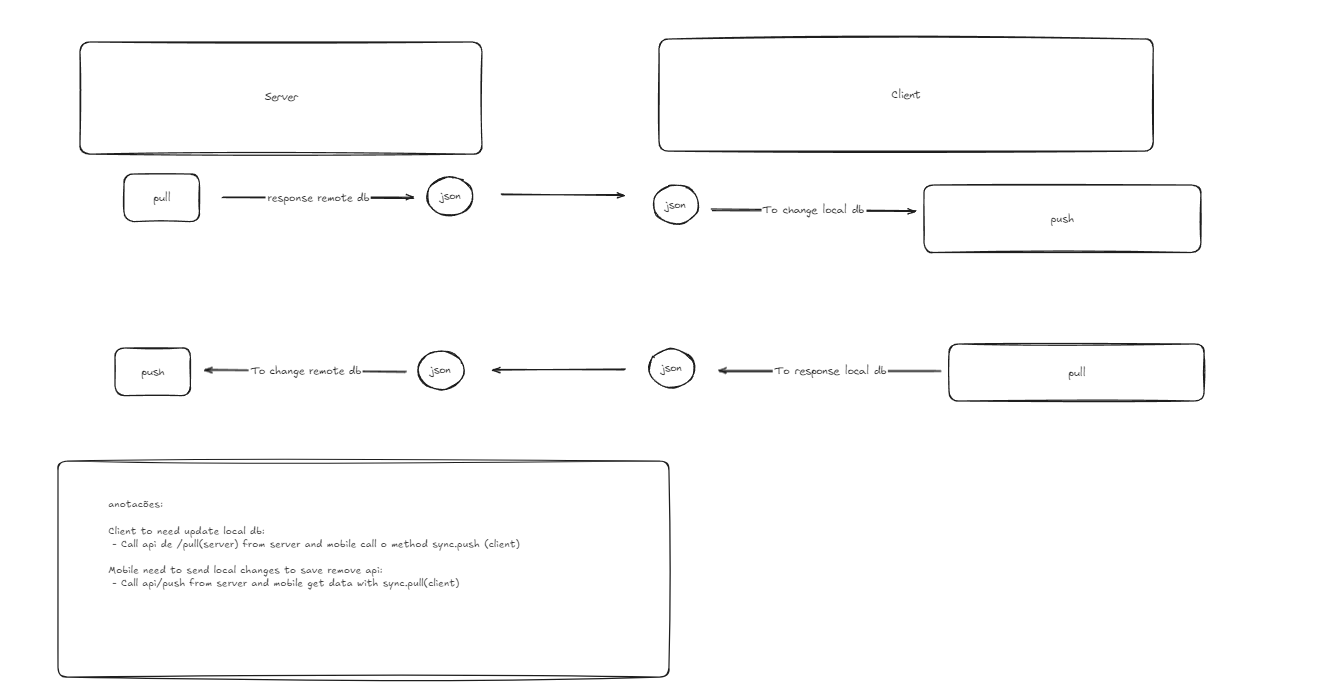 Server
Client
pull
response remote db
json
json
To change local db
push
push
To change remote db
json
json
To response local db
pull
anotacões:
Client to need update local db:
- Call api de /pull(server) from server and mobile call o method sync.push (client)
Mobile need to send local changes to save remove api:
- Call api/push from server and mobile get data with sync.pull(client)